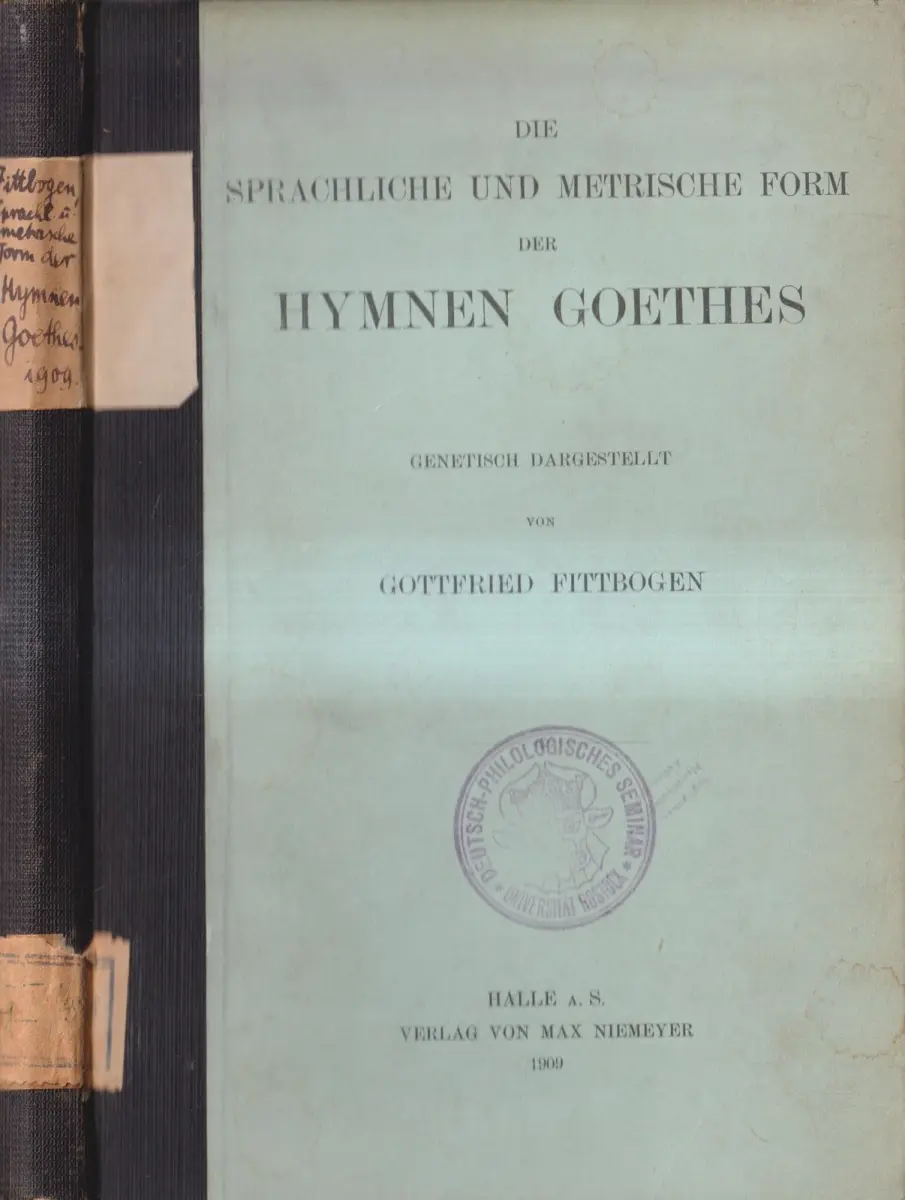 Fittbogen,
Sprachl. u.
metrische
Form der
Hymnen
Goethes.
1909.
DIE
SPRACHLICHE UND METRISCHE FORM
DER
HYMNEN GOETHES
GENETISCH DARGESTELLT
VON
GOTTFRIED FITTBOGEN
DEUTSCH-PHILOLOGISCHES SEMINAR
* UNIVERSITÄT ROSTOCK *
HALLE A. S.
VERLAG VON MAX NIEMEYER
1909